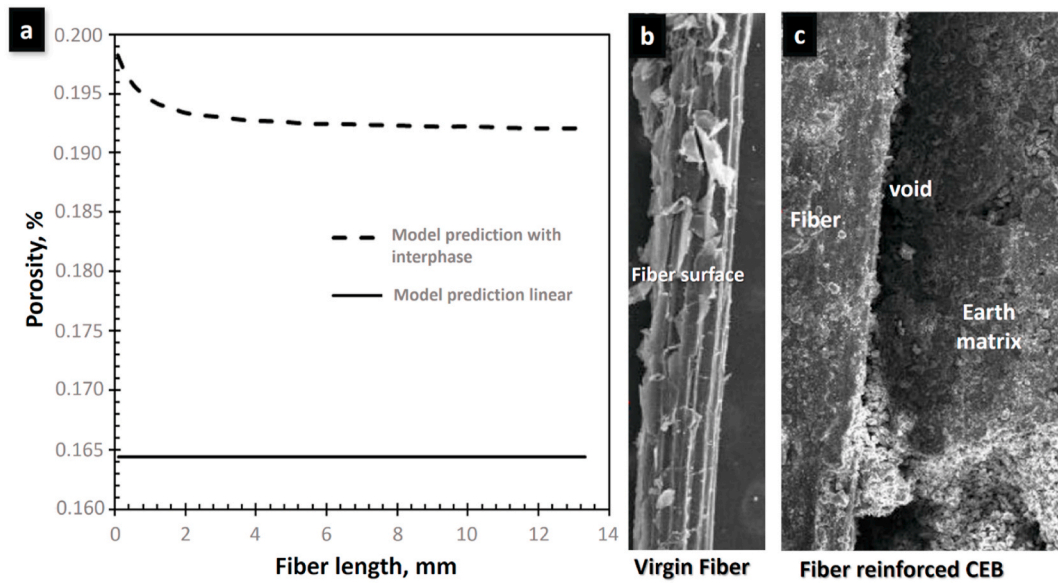 a
0.200
0.195
0.190
0.185
0.180
0.175
0.170
0.165
0.160
Porosity, %
Model prediction with
interphase
Model prediction linear
0 2 4 6 8 10 12 14
Fiber length, mm
b
Fiber surface
Virgin Fiber
c
void
Fiber
Earth
matrix
Fiber reinforced CEB